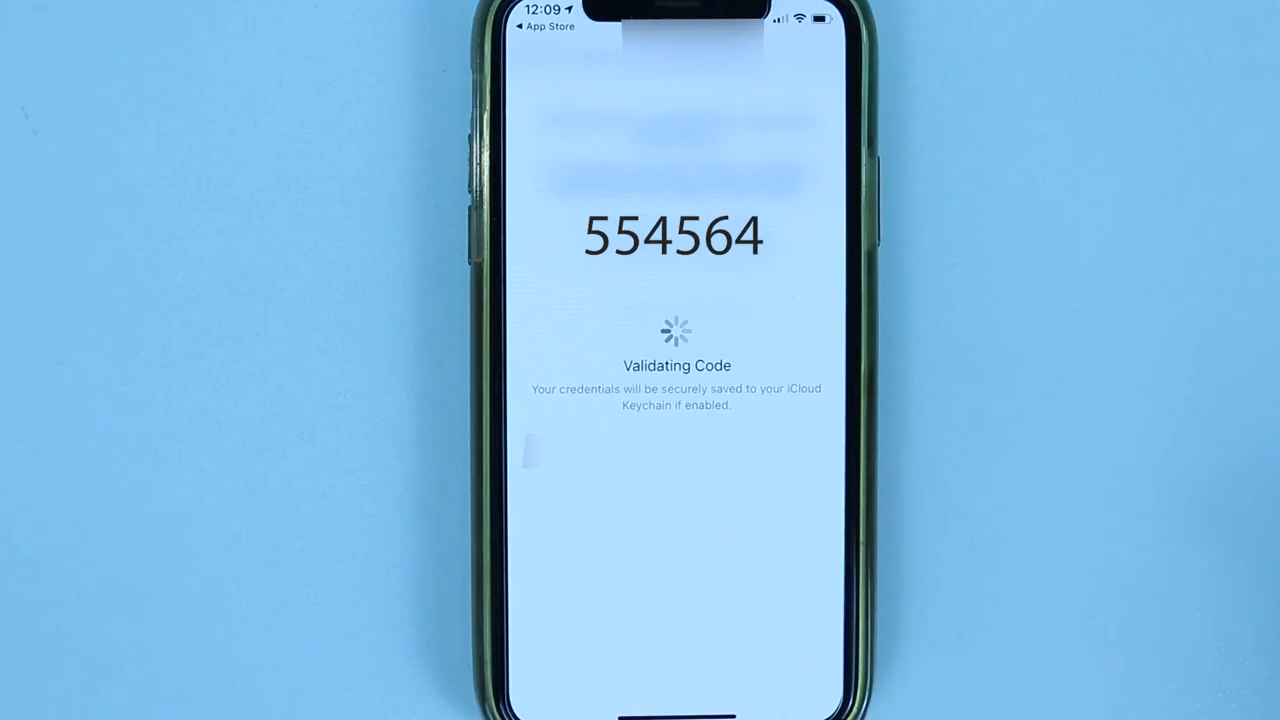 12:09
◀ App Store
554564
Validating Code
Your credentials will be securely saved to your iCloud
Keychain if enabled.